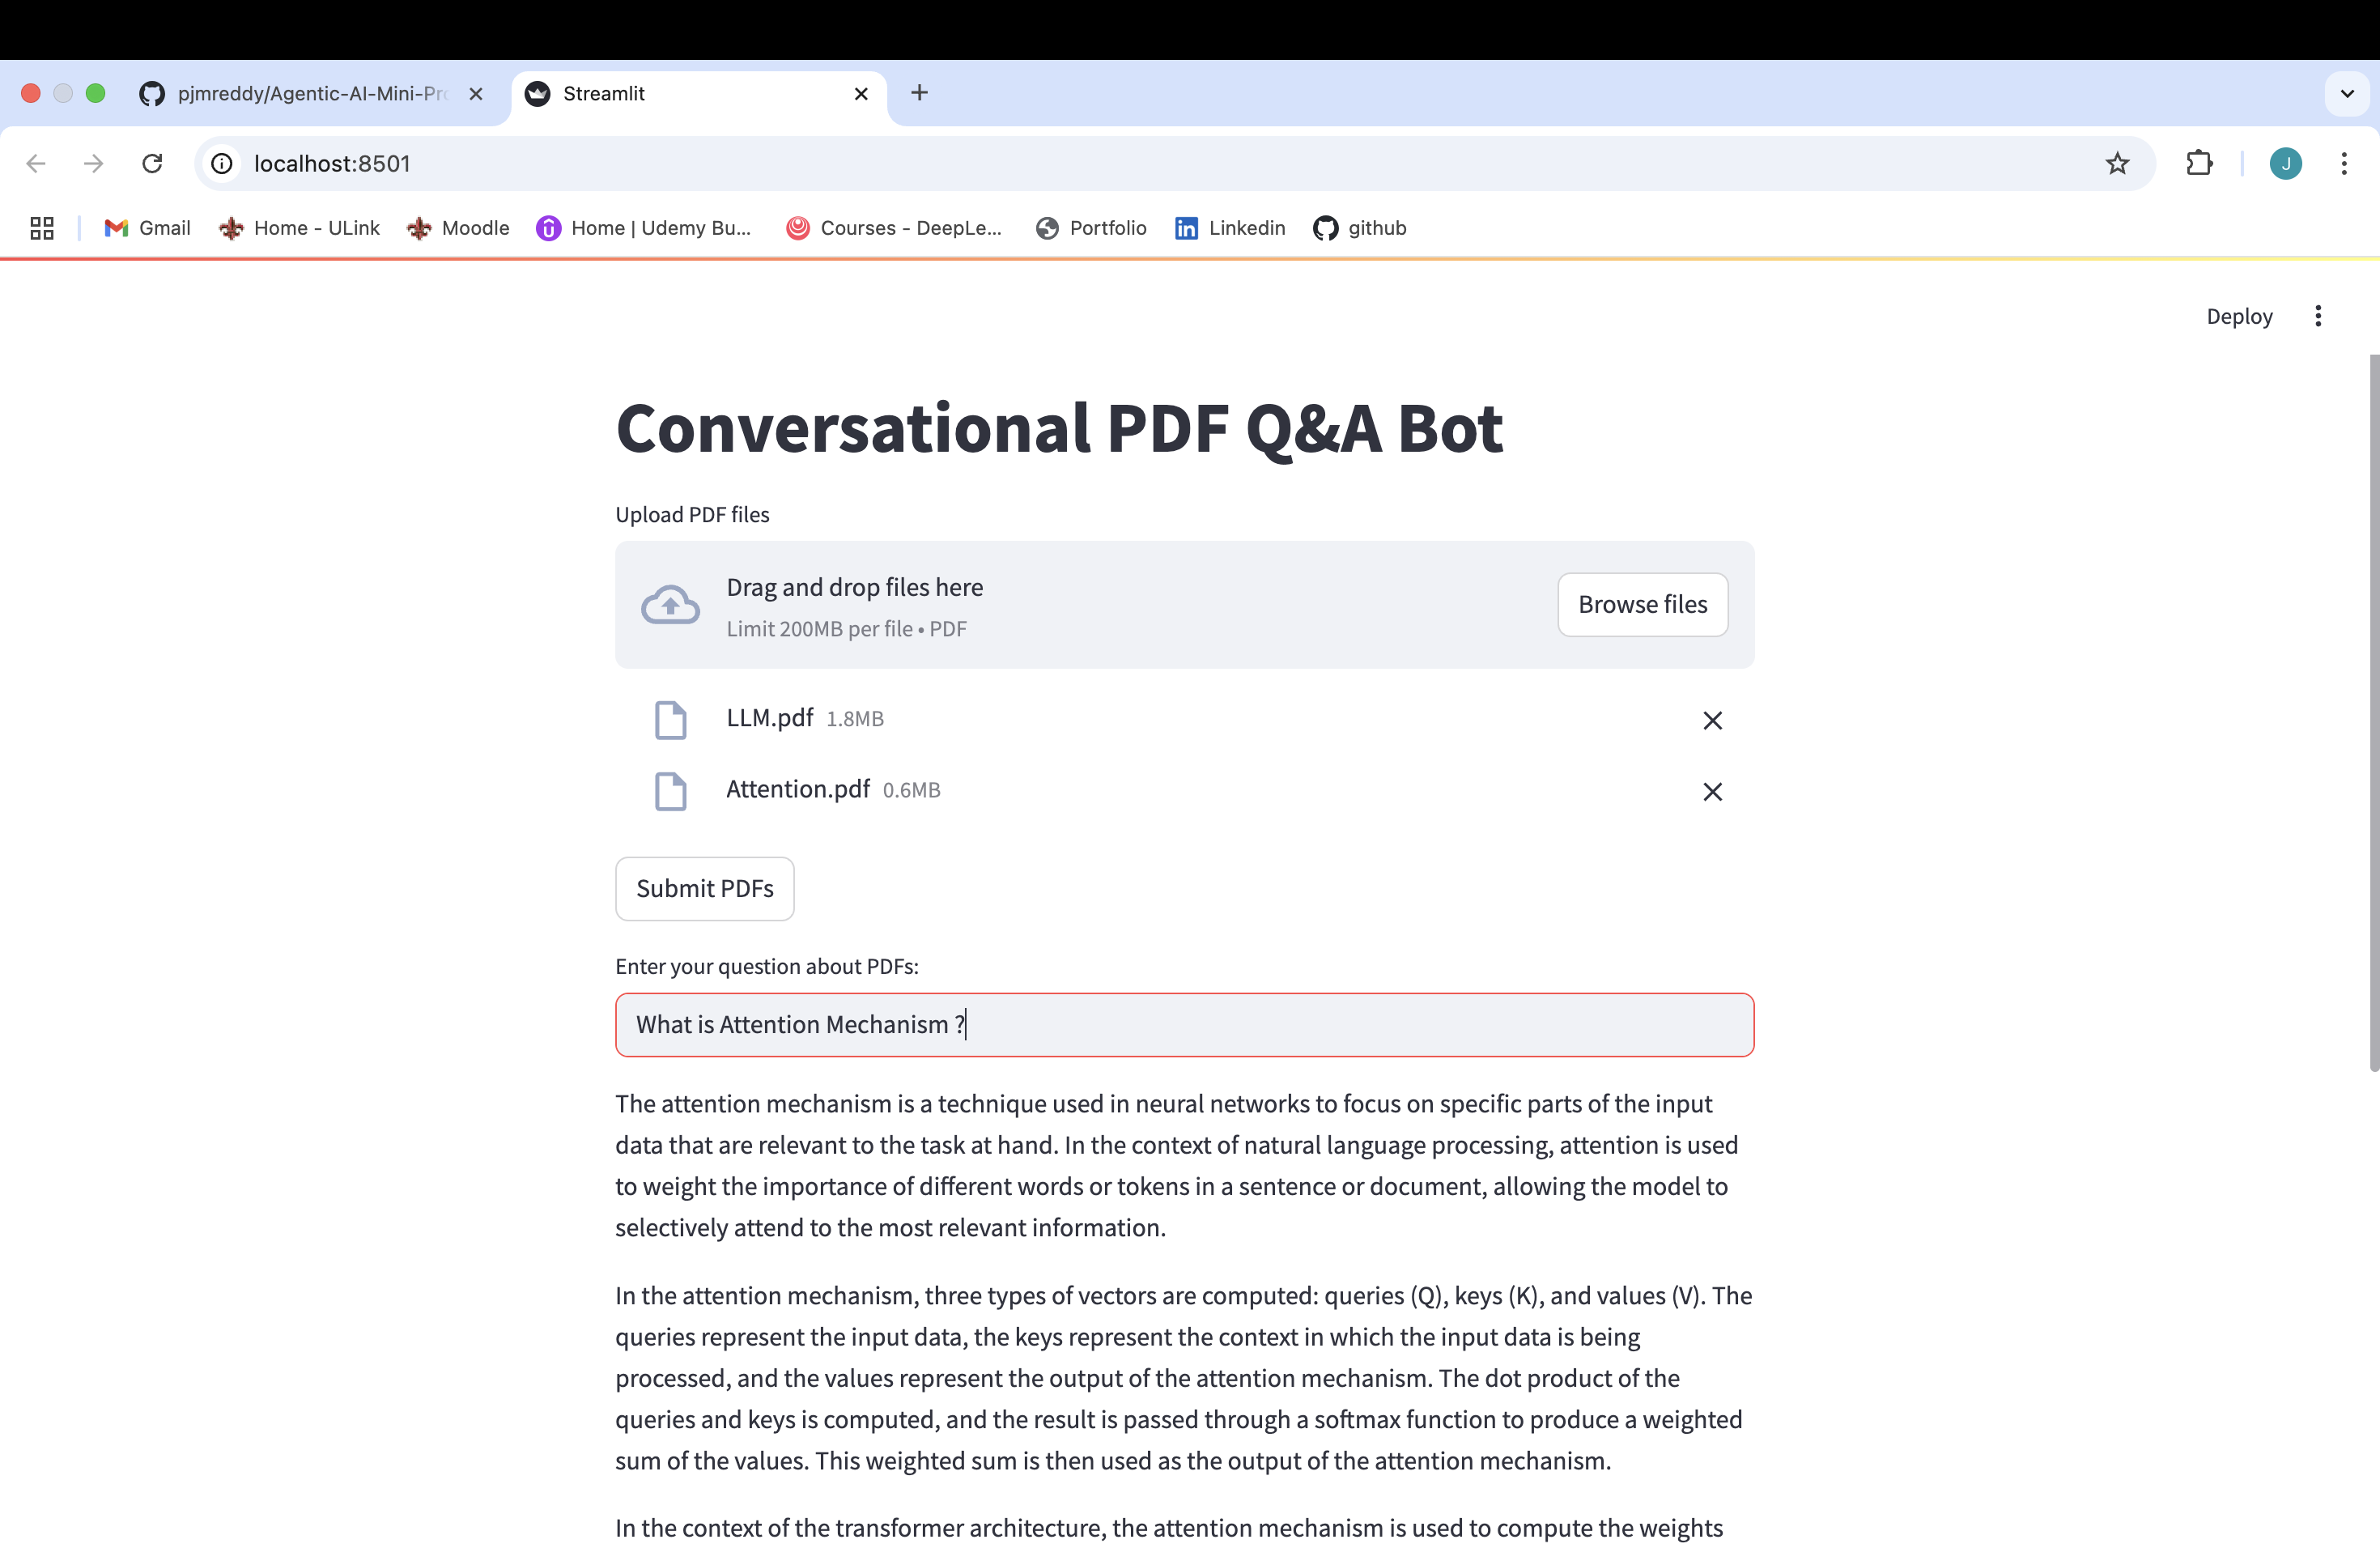 pjmreddy/Agentic-AI-Mini-Pr
Streamlit
localhost:8501
J
Gmail
Home - ULink
Moodle
Home | Udemy Bu...
Courses - DeepLe...
Portfolio
Linkedin
github
Deploy
Conversational PDF Q&A Bot
Upload PDF files
Drag and drop files here
Limit 200MB per file • PDF
Browse files
LLM.pdf 1.8MB
Attention.pdf 0.6MB
Submit PDFs
Enter your question about PDFs:
What is Attention Mechanism ?
The attention mechanism is a technique used in neural networks to focus on specific parts of the input
data that are relevant to the task at hand. In the context of natural language processing, attention is used
to weight the importance of different words or tokens in a sentence or document, allowing the model to
selectively attend to the most relevant information.
In the attention mechanism, three types of vectors are computed: queries (Q), keys (K), and values (V). The
queries represent the input data, the keys represent the context in which the input data is being
processed, and the values represent the output of the attention mechanism. The dot product of the
queries and keys is computed, and the result is passed through a softmax function to produce a weighted
sum of the values. This weighted sum is then used as the output of the attention mechanism.
In the context of the transformer architecture, the attention mechanism is used to compute the weights